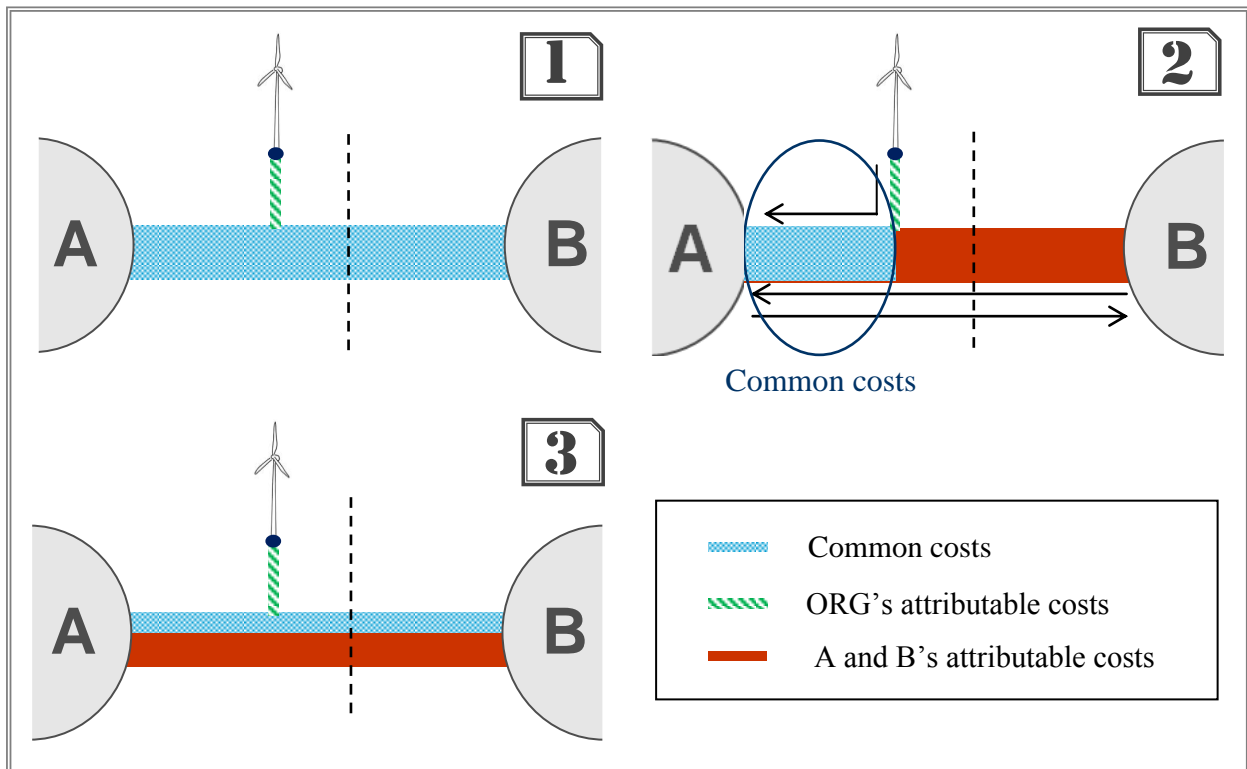 1
A
B
2
A
B
Common costs
3
A
B
Common costs
ORG's attributable costs
A and B's attributable costs